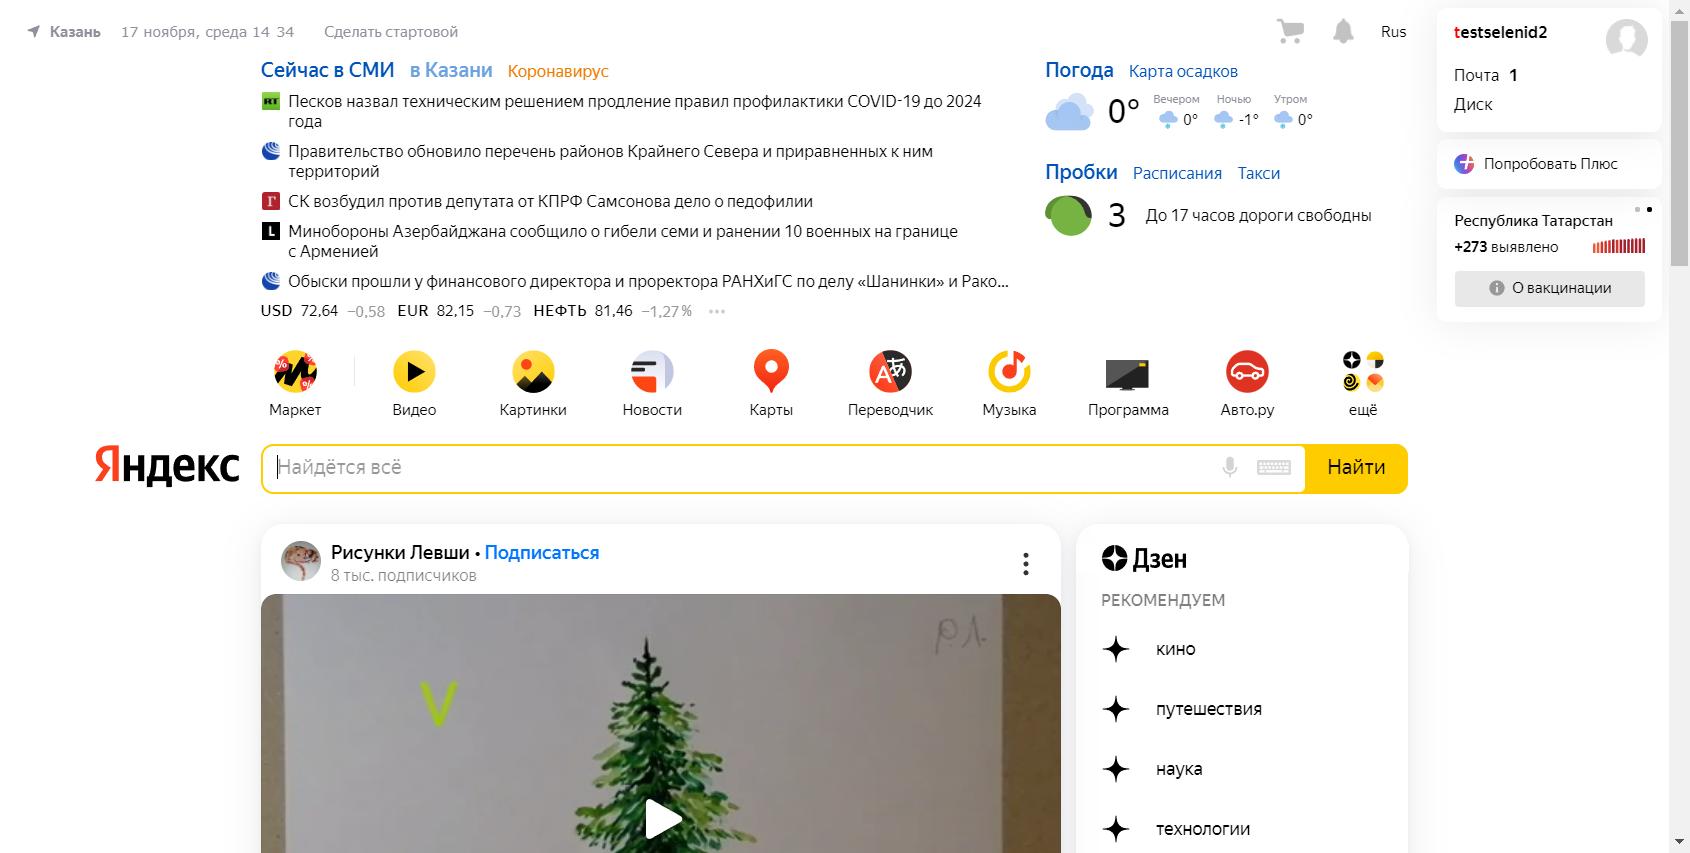 Казань 17 ноября, среда 14 34 Сделать стартовой
Rus
Сейчас в СМИ в Казани Коронавирус
RT Песков назвал техническим решением продление правил профилактики COVID-19 до 2024
года
Правительство обновило перечень районов Крайнего Севера и приравненных к ним
территорий
Г СК возбудил против депутата от КПРФ Самсонова дело о педофилии
L Минобороны Азербайджана сообщило о гибели семи и ранении 10 военных на границе
с Арменией
Обыски прошли у финансового директора и проректора РАНХиГС по делу «Шанинки» и Рако...
USD 72,64 −0,58 EUR 82,15 −0,73 НЕФТЬ 81,46 −1,27% ···
Погода Карта осадков
0° Вечером 0° Ночью -1° Утром 0°
Пробки Расписания Такси
3 До 17 часов дороги свободны
testselenid2
Почта 1
Диск
Попробовать Плюс
Республика Татарстан
+273 выявлено
О вакцинации
Маркет
Видео
Картинки
Новости
Карты
Переводчик
Музыка
Программа
Авто.ру
ещё
Яндекс
Найдётся всё
Найти
Рисунки Левши • Подписаться
8 тыс. подписчиков
Р.Л.
V
Дзен
РЕКОМЕНДУЕМ
кино
путешествия
наука
технологии